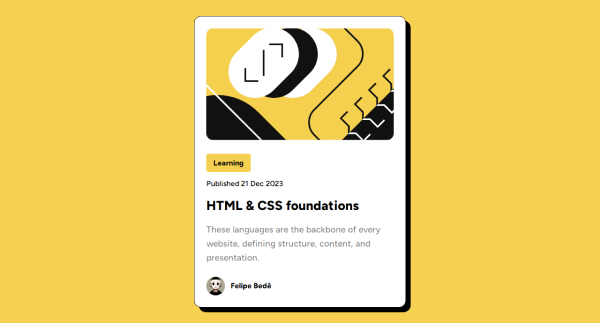 Learning
Published 21 Dec 2023
HTML & CSS foundations
These languages are the backbone of every
website, defining structure, content, and
presentation.
Felipe Bedê